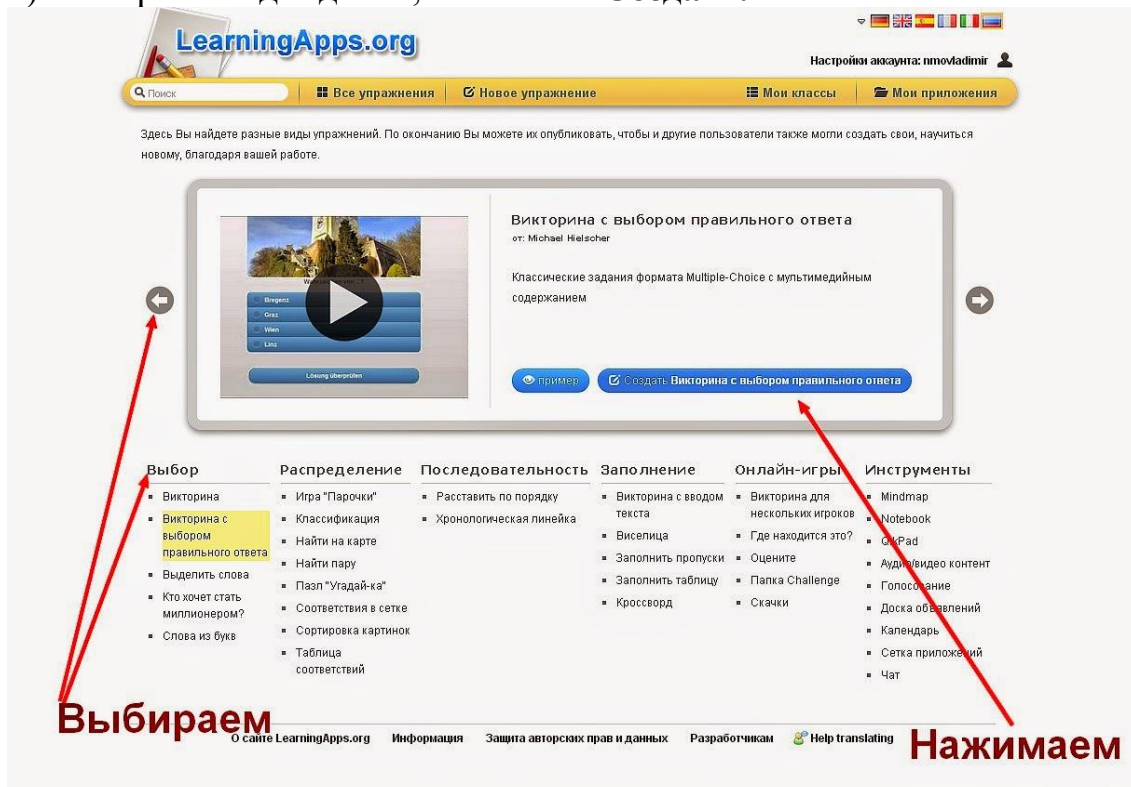 LearningApps.org
Настройки аккаунта: nmovladimir
Поиск
Все упражнения
Новое упражнение
Мои классы
Мои приложения
Здесь Вы найдете разные виды упражнений. По окончанию Вы можете их опубликовать, чтобы и другие пользователи также могли создать свои, научиться
новому, благодаря вашей работе.
Bregenz
Graz
Wien
Linz
Lösung überprüfen
Викторина с выбором правильного ответа
от: Michael Hielscher
Классические задания формата Multiple-Choice с мультимедийным
содержанием
пример
Создать Викторина с выбором правильного ответа
Выбор
Викторина
Викторина с
выбором
правильного ответа
Выделить слова
Кто хочет стать
миллионером?
Слова из букв
Распределение
Игра "Парочки"
Классификация
Найти на карте
Найти пару
Пазл "Угадай-ка"
Соответствия в сетке
Сортировка картинок
Таблица
соответствий
Последовательность
Расставить по порядку
Хронологическая линейка
Заполнение
Викторина с вводом
текста
Виселица
Заполнить пропуски
Заполнить таблицу
Кроссворд
Онлайн-игры
Викторина для
нескольких игроков
Где находится это?
Оцените
Папка Challenge
Скачки
Инструменты
Mindmap
Notebook
QikPad
Аудио/видео контент
Голосование
Доска объявлений
Календарь
Сетка приложений
Чат
Выбираем
Нажимаем
О сайте LearningApps.org
Информация
Защита авторских прав и данных
Разработчикам
Help translating